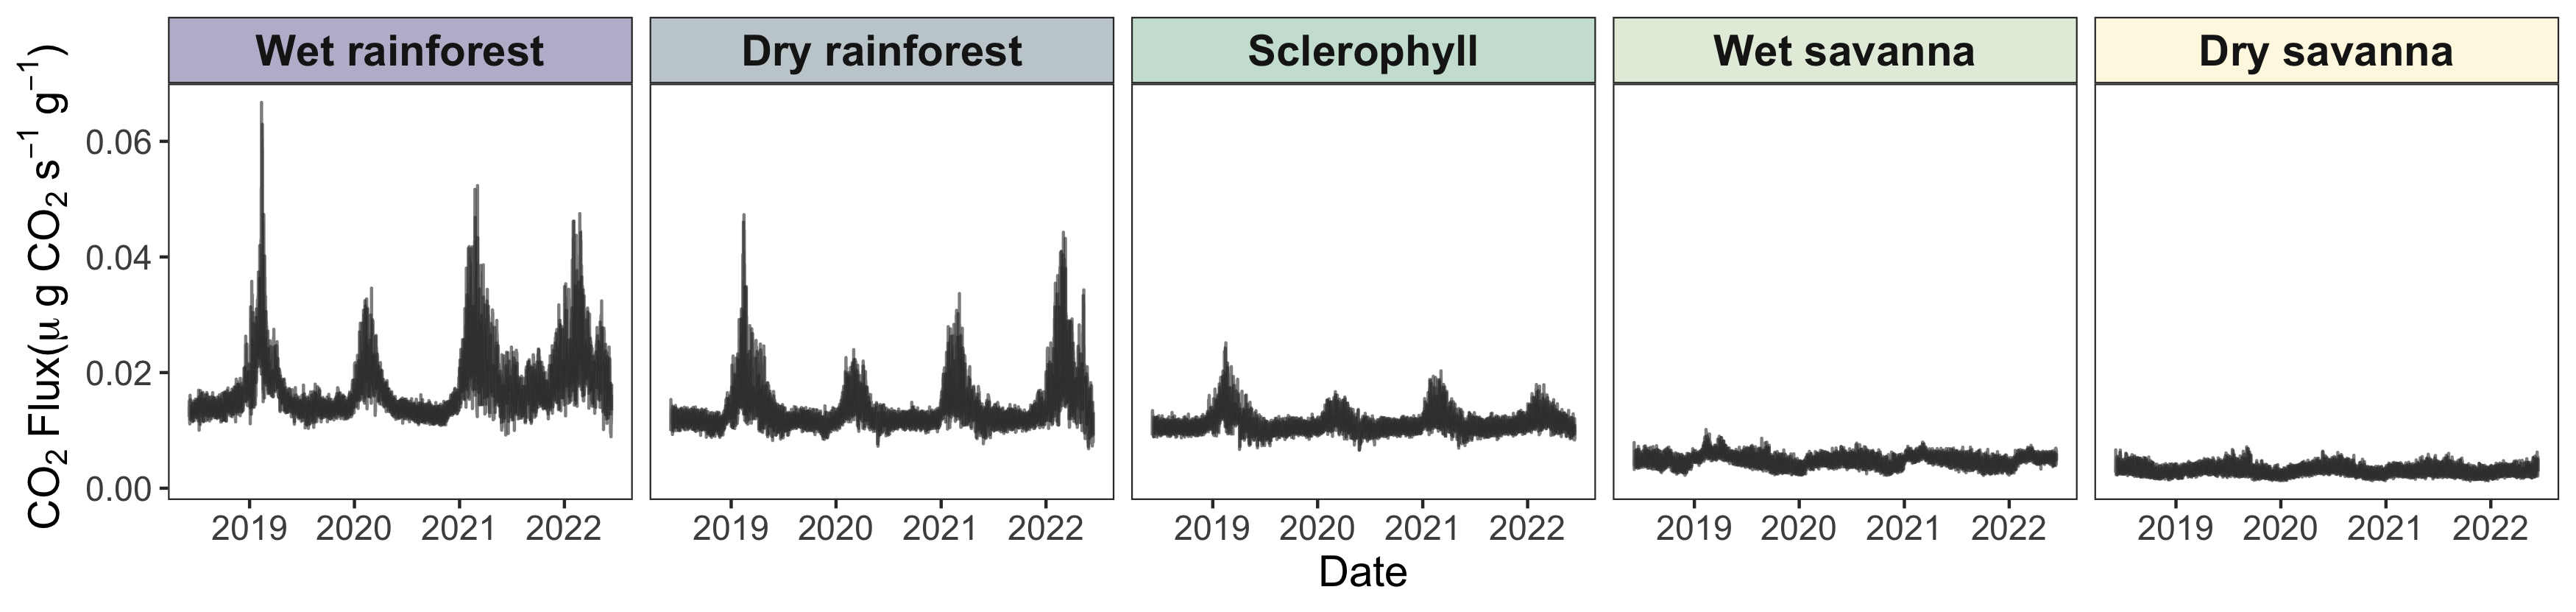 Wet rainforest
Dry rainforest
Sclerophyll
Wet savanna
Dry savanna
CO₂ Flux(μ g CO₂ s⁻¹ g⁻¹)
0.06
0.04
0.02
0.00
2019 2020 2021 2022
2019 2020 2021 2022
2019 2020 2021 2022
2019 2020 2021 2022
2019 2020 2021 2022
Date